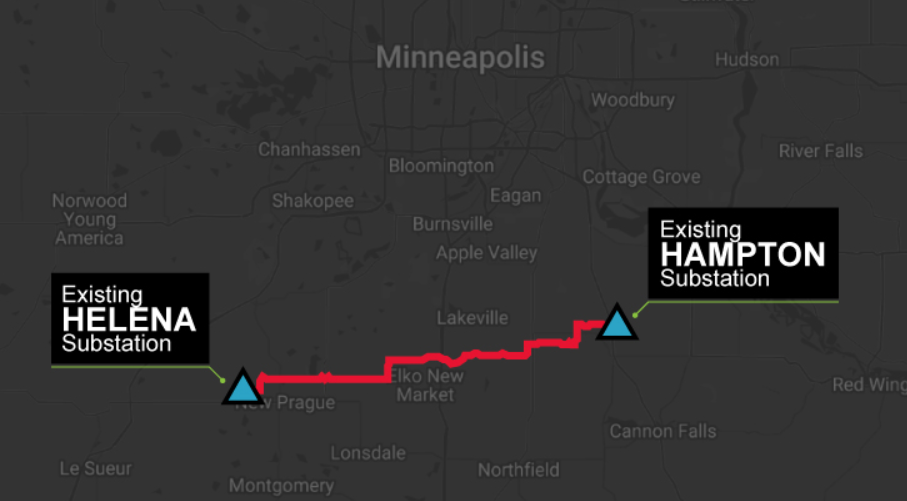 Minneapolis
Hudson
Woodbury
Chanhassen
River Falls
Bloomington
Cottage Grove
Eagan
Norwood
Young
America
Shakopee
Burnsville
Apple Valley
Existing
HAMPTON
Substation
Existing
HELENA
Substation
Lakeville
Elko New
Market
New Prague
Red Wing
Cannon Falls
Lonsdale
Le Sueur
Northfield
Montgomery